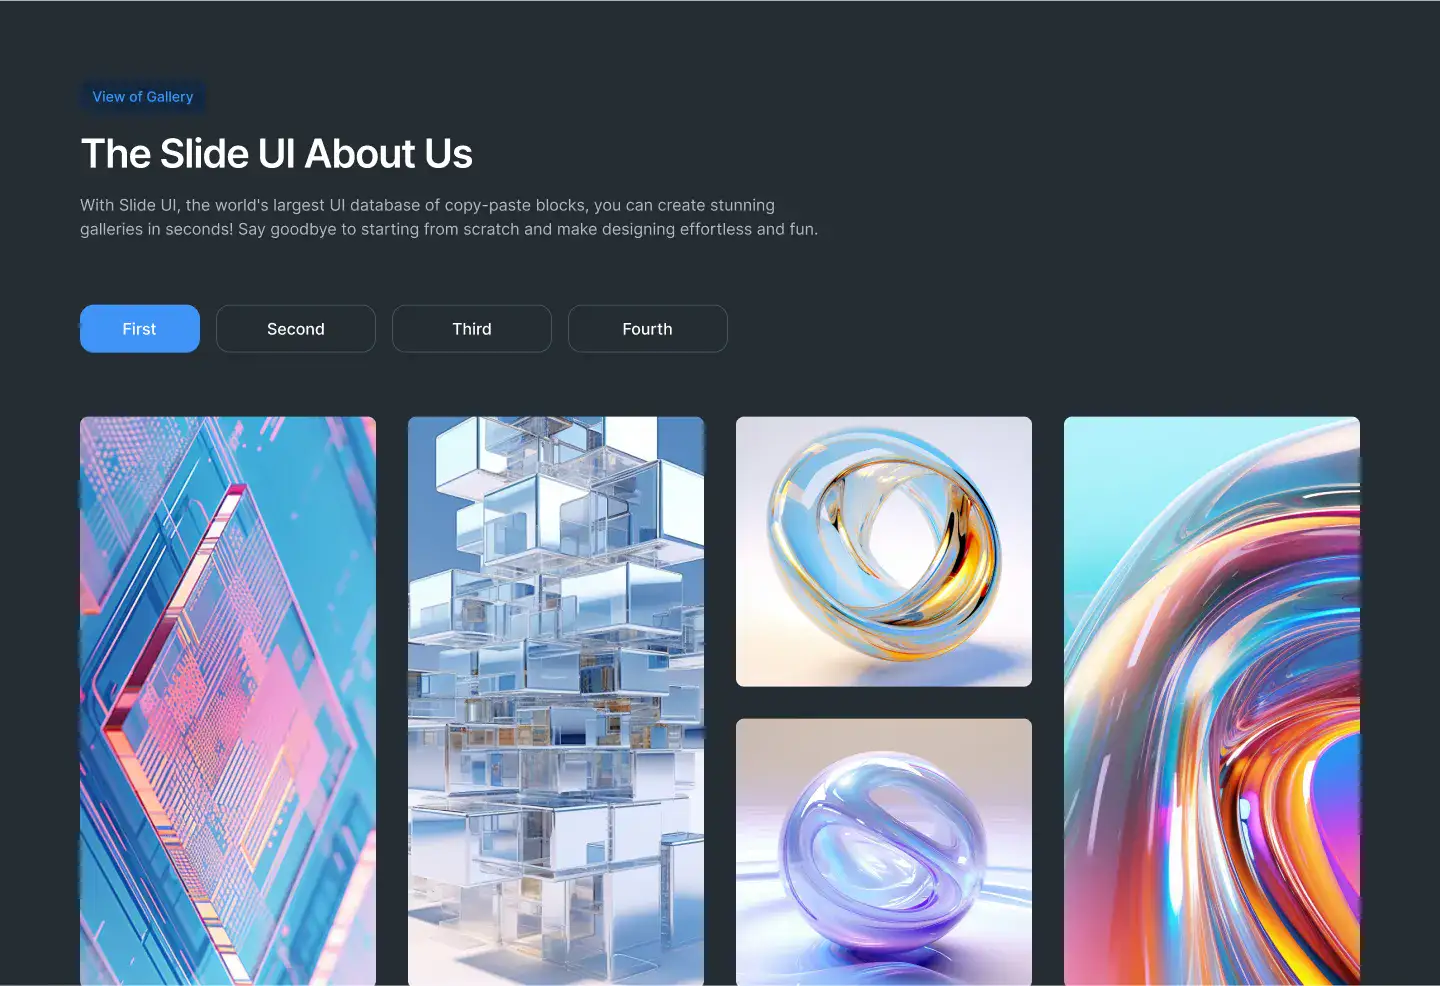 View of Gallery
The Slide UI About Us
With Slide UI, the world's largest UI database of copy-paste blocks, you can create stunning
galleries in seconds! Say goodbye to starting from scratch and make designing effortless and fun.
First
Second
Third
Fourth